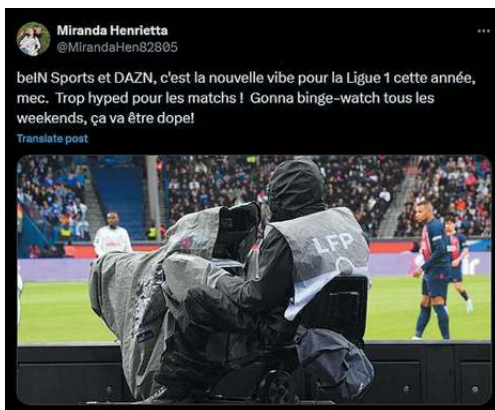 Miranda Henrietta
@MirandaHen82805
beIN Sports et DAZN, c'est la nouvelle vibe pour la Ligue 1 cette année,
mec.  Trop hyped pour les matchs !  Gonna binge-watch tous les
weekends, ça va être dope!
Translate post
LFP